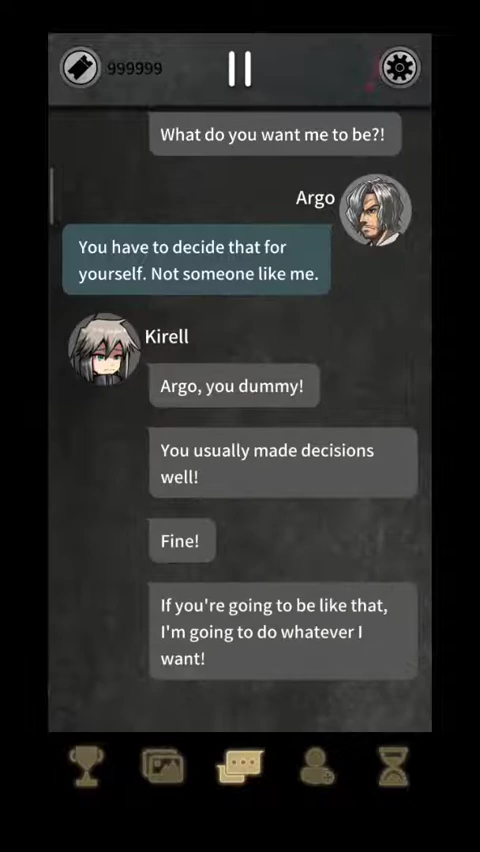 999999
What do you want me to be?!
Argo
You have to decide that for
yourself. Not someone like me.
Kirell
Argo, you dummy!
You usually made decisions
well!
Fine!
If you're going to be like that,
I'm going to do whatever I
want!